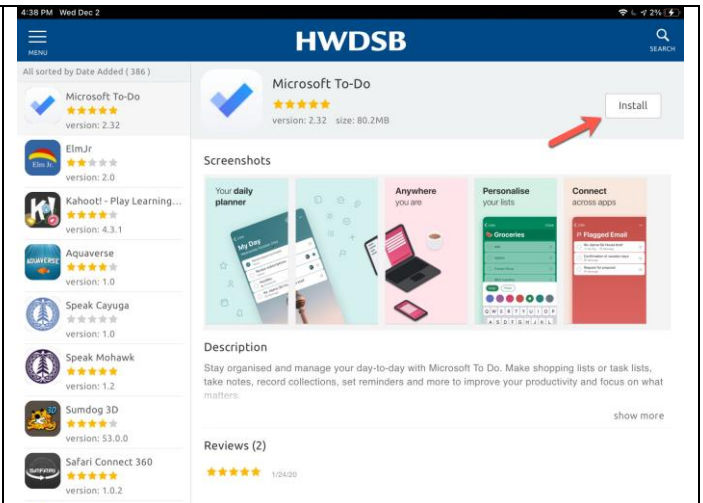 4:38 PM Wed Dec 2
2%
MENU
HWDSB
SEARCH
All sorted by Date Added ( 386 )
Microsoft To-Do
version: 2.32
ElmJr
Elm Jr.
version: 2.0
Kahoot! - Play Learning...
K!
version: 4.3.1
Aquaverse
AQUAVERSE
version: 1.0
Speak Cayuga
version: 1.0
Speak Mohawk
version: 1.2
Sumdog 3D
3D
version: 53.0.0
Safari Connect 360
version: 1.0.2
Microsoft To-Do
version: 2.32 size: 80.2MB
Install
Screenshots
Your daily
planner
My Day
Anywhere
you are
Personalise
your lists
Groceries
Q W E R T Y U I O P
A S D F G H J K L
Connect
across apps
Flagged Email
Description
Stay organised and manage your day-to-day with Microsoft To Do. Make shopping lists or task lists,
take notes, record collections, set reminders and more to improve your productivity and focus on what
matters.
show more
Reviews (2)
1/24/20